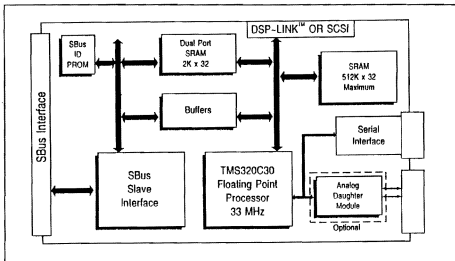 DSP-LINK™ OR SCSI
SBus
ID
PROM
Dual Port
SRAM
2K x 32
SRAM
512K x 32
Maximum
Buffers
SBus Interface
Serial
Interface
SBus
Slave
Interface
TMS320C30
Floating Point
Processor
33 MHz
Analog
Daughter
Module
Optional